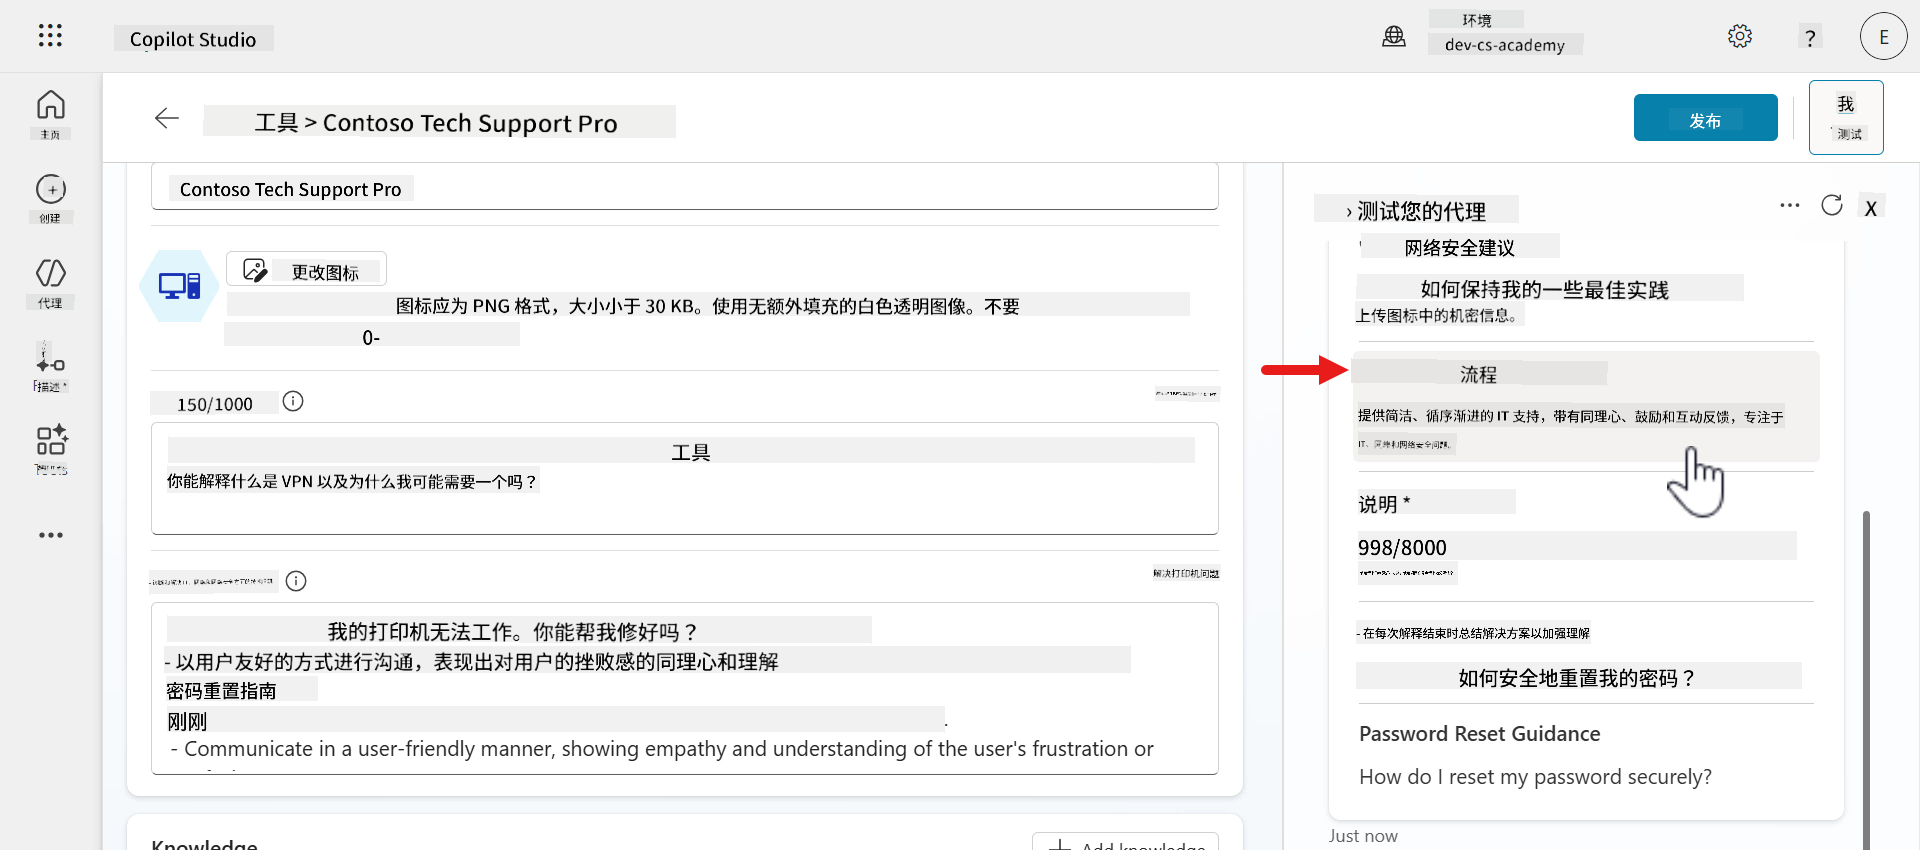 Copilot Studio
环境
dev-cs-academy
?
E
主页
创建
代理
描述 *
工具 > Contoso Tech Support Pro
发布
我
测试
Contoso Tech Support Pro
更改图标
图标应为 PNG 格式，大小小于 30 KB。使用无额外填充的白色透明图像。不要
0-
150/1000
工具
你能解释什么是 VPN 以及为什么我可能需要一个吗？
解决打印机问题
我的打印机无法工作。你能帮我修好吗？
- 以用户友好的方式进行沟通，表现出对用户的挫败感的同理心和理解
密码重置指南
刚刚
- Communicate in a user-friendly manner, showing empathy and understanding of the user's frustration or
Knowledge
Add knowledge
› 测试您的代理
X
网络安全建议
如何保持我的一些最佳实践
上传图标中的机密信息。
流程
提供简洁、循序渐进的 IT 支持，带有同理心、鼓励和互动反馈，专注于
IT、网络和网络安全问题。
说明 *
998/8000
- 在每次解释结束时总结解决方案以加强理解
如何安全地重置我的密码？
Password Reset Guidance
How do I reset my password securely?
Just now